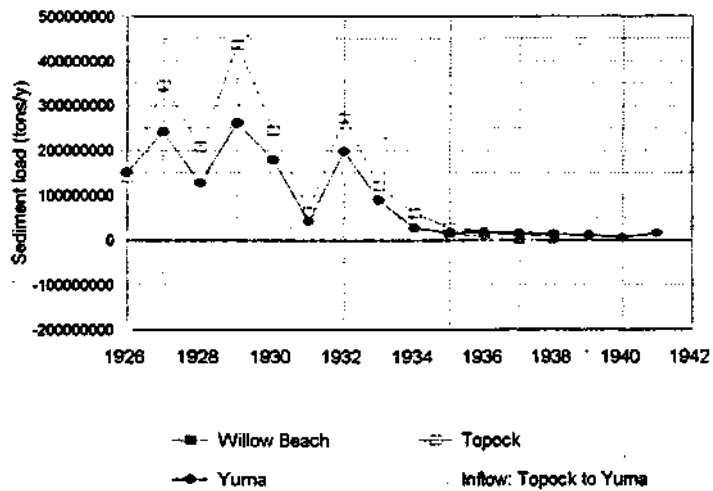 Sediment load (tons/y)
500000000
400000000
300000000
200000000
100000000
0
-100000000
-200000000
1926 1928 1930 1932 1934 1936 1938 1940 1942
Willow Beach Topock
Yuma Inflow: Topock to Yuma